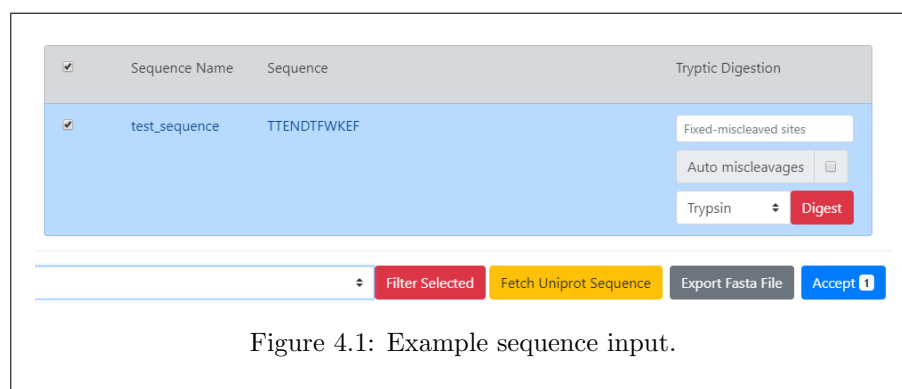 Sequence Name Sequence Tryptic Digestion
test_sequence TTENDTFWKEF
Fixed-miscleaved sites
Auto miscleavages
Trypsin Digest
Filter Selected Fetch Uniprot Sequence Export Fasta File Accept 1
Figure 4.1: Example sequence input.